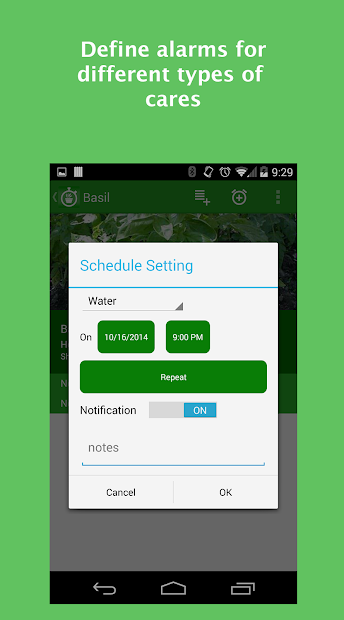 Define alarms for
different types of
cares
9:29
Basil
Schedule Setting
Water
On 10/16/2014 9:00 PM
Repeat
Notification ON
notes
Cancel OK